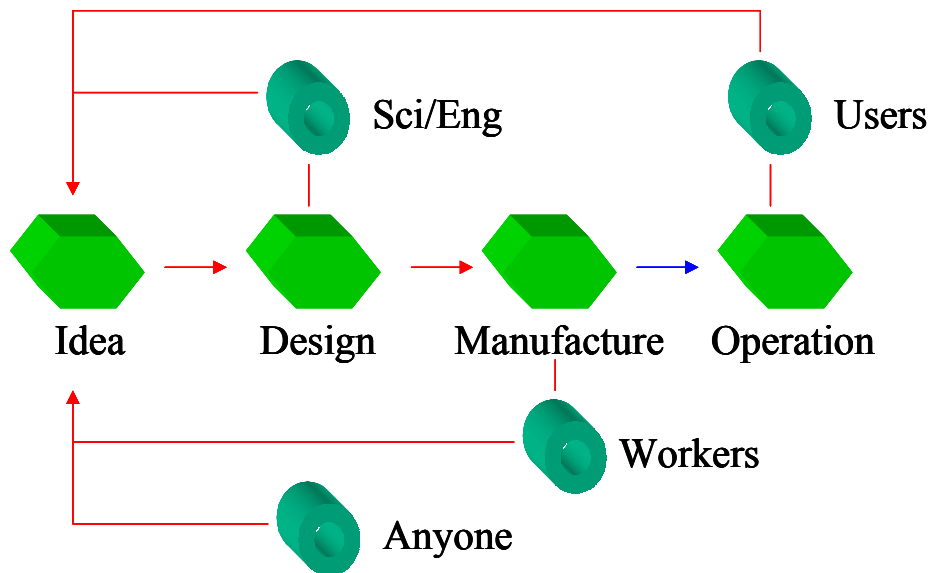 Sci/Eng
Users
Idea
Design
Manufacture
Operation
Workers
Anyone